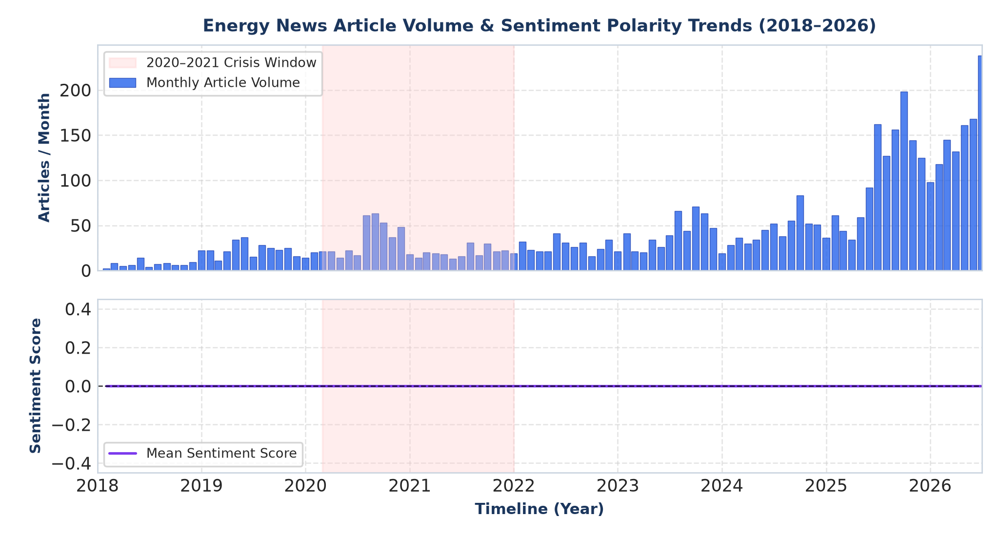 Energy News Article Volume & Sentiment Polarity Trends (2018–2026)
2020–2021 Crisis Window
Monthly Article Volume
Articles / Month
200
150
100
50
0
Sentiment Score
0.4
0.2
0.0
−0.2
−0.4
Mean Sentiment Score
2018 2019 2020 2021 2022 2023 2024 2025 2026
Timeline (Year)